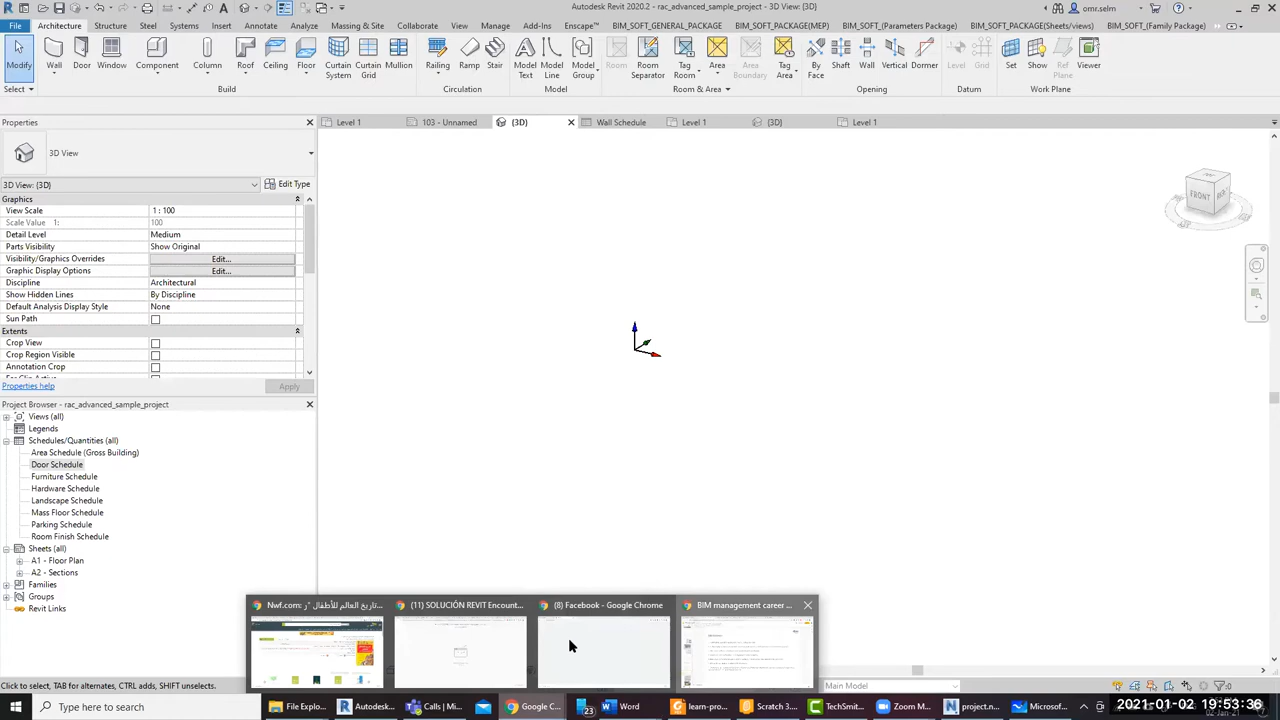 Autodesk Revit 2020.2 - rac_advanced_sample_project - 3D View: {3D}
omr.selm
File Architecture Structure Steel Systems Insert Annotate Analyze Massing & Site Collaborate View Manage Add-Ins Enscape™ BIM_SOFT_GENERAL_PACKAGE BIM_SOFT_PACKAGE(MEP) BIM_SOFT_(Parameters Package) BIM_SOFT_PACKAGE(Sheets/views) BIM_SOFT_(Family Package)
Modify Wall Door Window Component Column Roof Ceiling Floor Curtain System Curtain Grid Mullion Railing Ramp Stair Model Text Model Line Model Group Room Room Separator Tag Room Area Area Boundary Tag Area By Face Shaft Wall Vertical Dormer Level Grid Set Show Ref Plane Viewer
Select Build Circulation Model Room & Area Opening Datum Work Plane
Properties
Level 1 103 - Unnamed {3D} Wall Schedule Level 1 {3D} Level 1
3D View
3D View: {3D} Edit Type
Graphics
View Scale 1 : 100
Scale Value 1: 100
Detail Level Medium
Parts Visibility Show Original
Visibility/Graphics Overrides Edit...
Graphic Display Options Edit...
Discipline Architectural
Show Hidden Lines By Discipline
Default Analysis Display Style None
Sun Path
Extents
Crop View
Crop Region Visible
Annotation Crop
Properties help Apply
FRONT
Project Browser - rac_advanced_sample_project
Views (all)
Legends
Schedules/Quantities (all)
Area Schedule (Gross Building)
Door Schedule
Furniture Schedule
Hardware Schedule
Landscape Schedule
Mass Floor Schedule
Parking Schedule
Room Finish Schedule
Sheets (all)
A1 - Floor Plan
A2 - Sections
Families
Groups
Revit Links
Nwf.com: تاريخ العالم للأطفال
(11) SOLUCIÓN REVIT Encount...
(8) Facebook - Google Chrome
BIM management career ...
SHIFT unselects.
Main Model
:0
Type here to search
File Explo... Autodesk... Calls | Mi... Google C... 23 Word learn-pro... Scratch 3.... TechSmit... Zoom M... project.n... Microsof...
2021-01-02 19:53:36